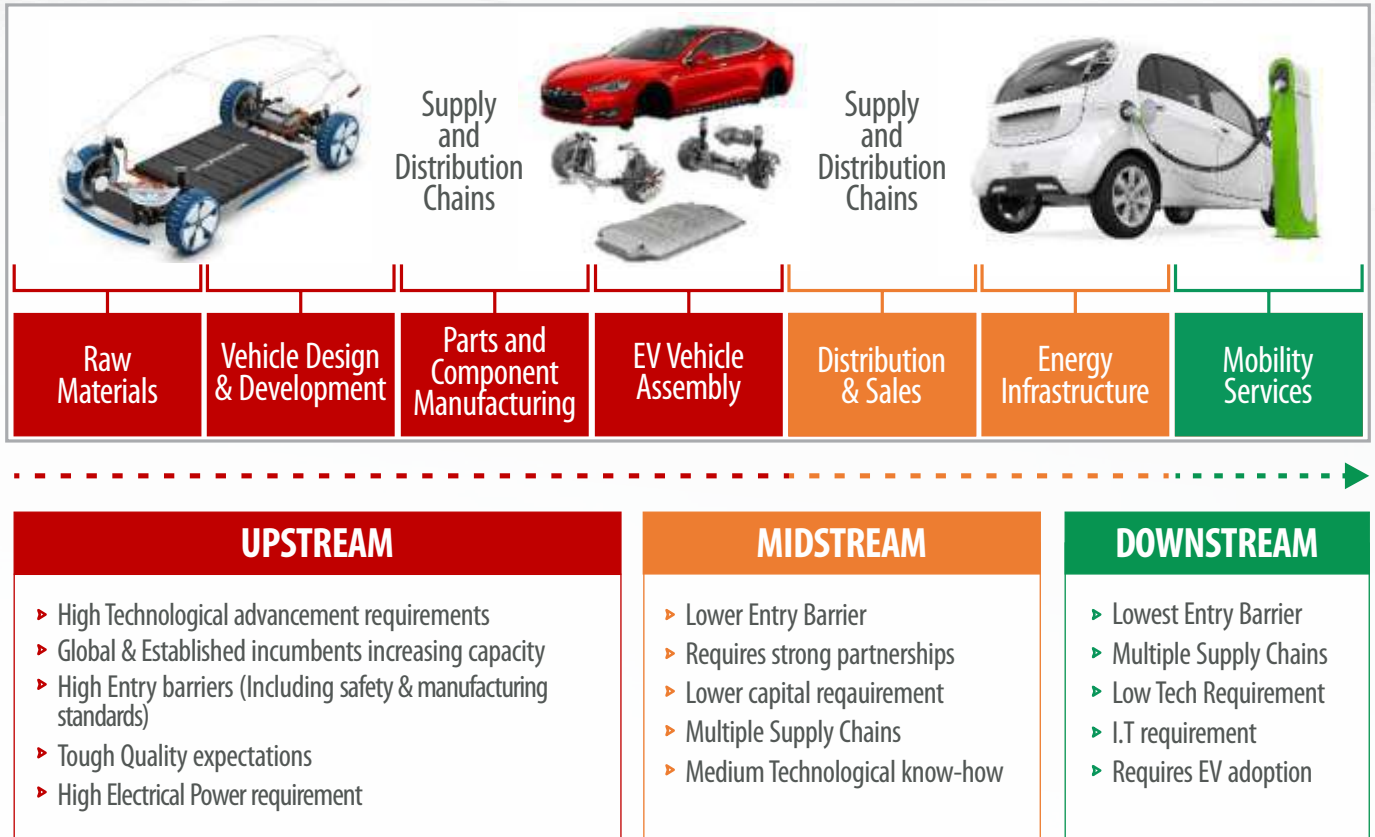 Supply
and
Distribution
Chains
Supply
and
Distribution
Chains
Raw
Materials
Vehicle Design
& Development
Parts and
Component
Manufacturing
EV Vehicle
Assembly
Distribution
& Sales
Energy
Infrastructure
Mobility
Services
UPSTREAM
High Technological advancement requirements
Global & Established incumbents increasing capacity
High Entry barriers (Including safety & manufacturing
standards)
Tough Quality expectations
High Electrical Power requirement
MIDSTREAM
Lower Entry Barrier
Requires strong partnerships
Lower capital reqauirement
Multiple Supply Chains
Medium Technological know-how
DOWNSTREAM
Lowest Entry Barrier
Multiple Supply Chains
Low Tech Requirement
I.T requirement
Requires EV adoption